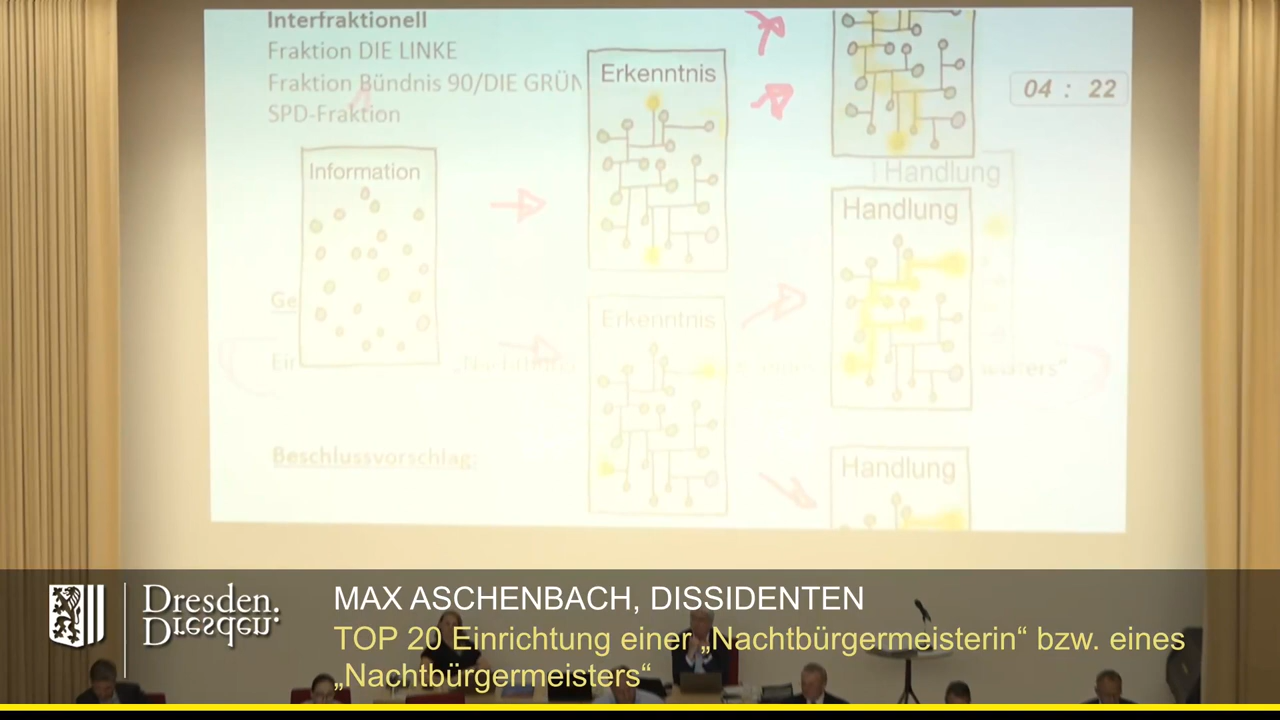 Interfraktionell
Fraktion DIE LINKE
Fraktion Bündnis 90/DIE GRÜN
SPD-Fraktion
Erkenntnis
04 : 22
Information
Handlung
Handlung
Erkenntnis
Beschlussvorschlag:
Handlung
Dresden.
Dresden.
MAX ASCHENBACH, DISSIDENTEN
TOP 20 Einrichtung einer „Nachtbürgermeisterin“ bzw. eines
„Nachtbürgermeisters“